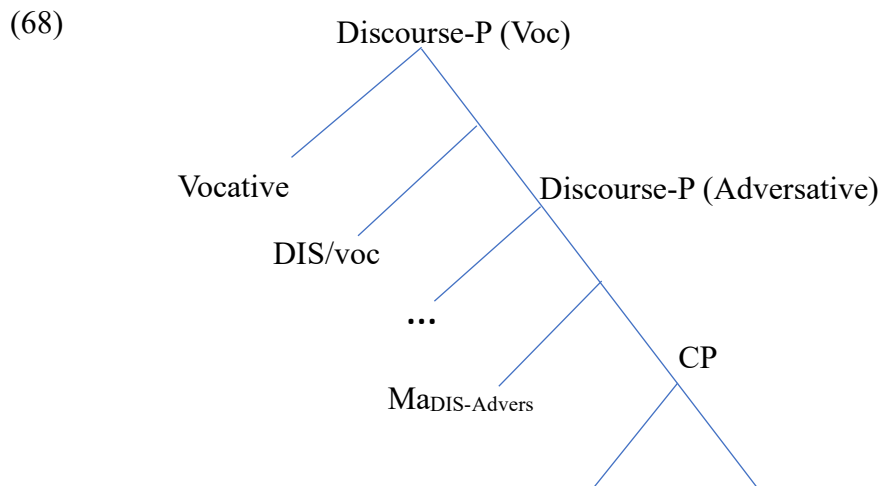 (68)
Discourse-P (Voc)
Vocative
Discourse-P (Adversative)
DIS/voc
...
CP
MaDIS-Advers